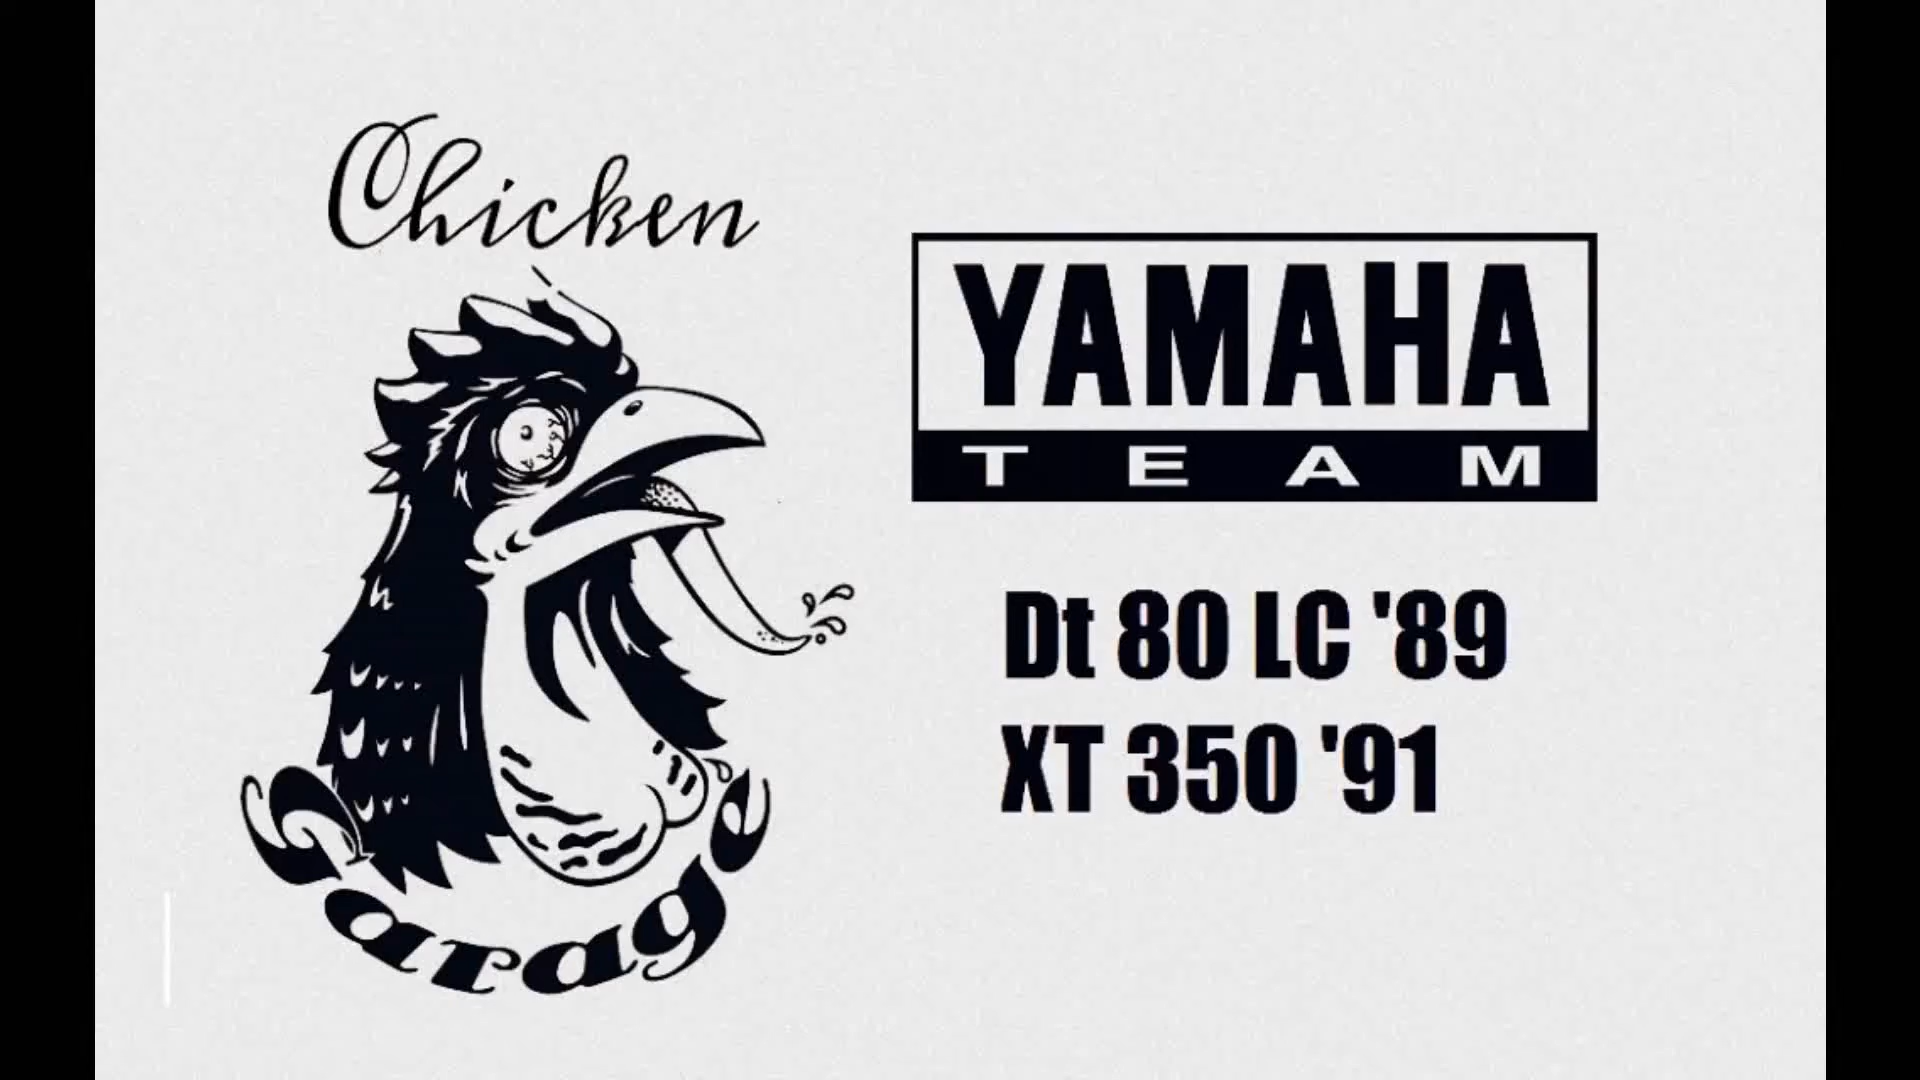 Chicken
Garage
YAMAHA
TEAM
Dt 80 LC '89
XT 350 '91